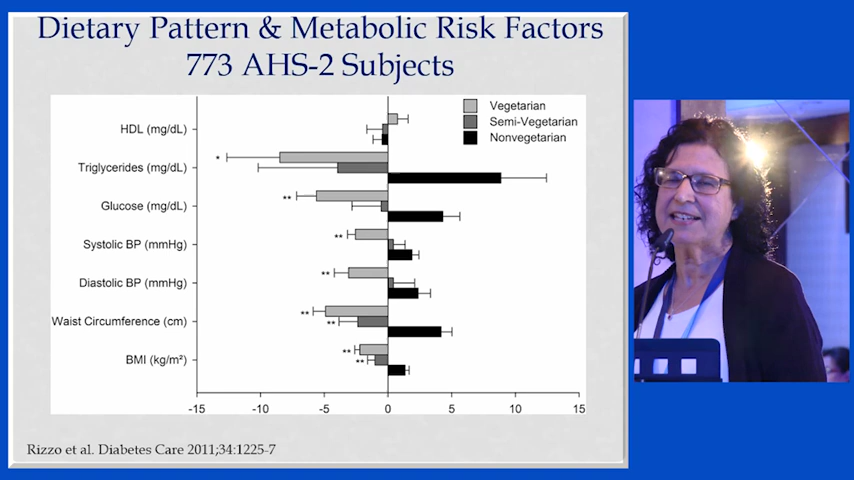 Dietary Pattern & Metabolic Risk Factors
773 AHS-2 Subjects
Vegetarian
Semi-Vegetarian
Nonvegetarian
HDL (mg/dL)
*
Triglycerides (mg/dL)
**
Glucose (mg/dL)
**
Systolic BP (mmHg)
**
Diastolic BP (mmHg)
**
**
Waist Circumference (cm)
**
**
BMI (kg/m²)
-15 -10 -5 0 5 10 15
Rizzo et al. Diabetes Care 2011;34:1225-7